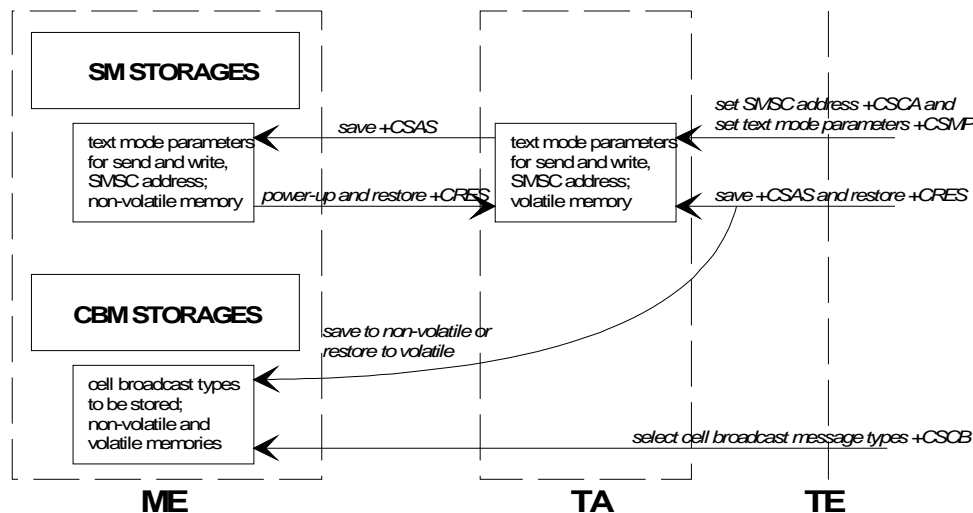 SM STORAGES
set SMSC address +CSCA and
set text mode parameters +CSMP
save +CSAS
text mode parameters
for send and write,
SMSC address;
non-volatile memory
text mode parameters
for send and write,
SMSC address;
volatile memory
power-up and restore +CRES
save +CSAS and restore +CRES
CBM STORAGES
save to non-volatile or
restore to volatile
cell broadcast types
to be stored;
non-volatile and
volatile memories
select cell broadcast message types +CSCB
ME
TA
TE